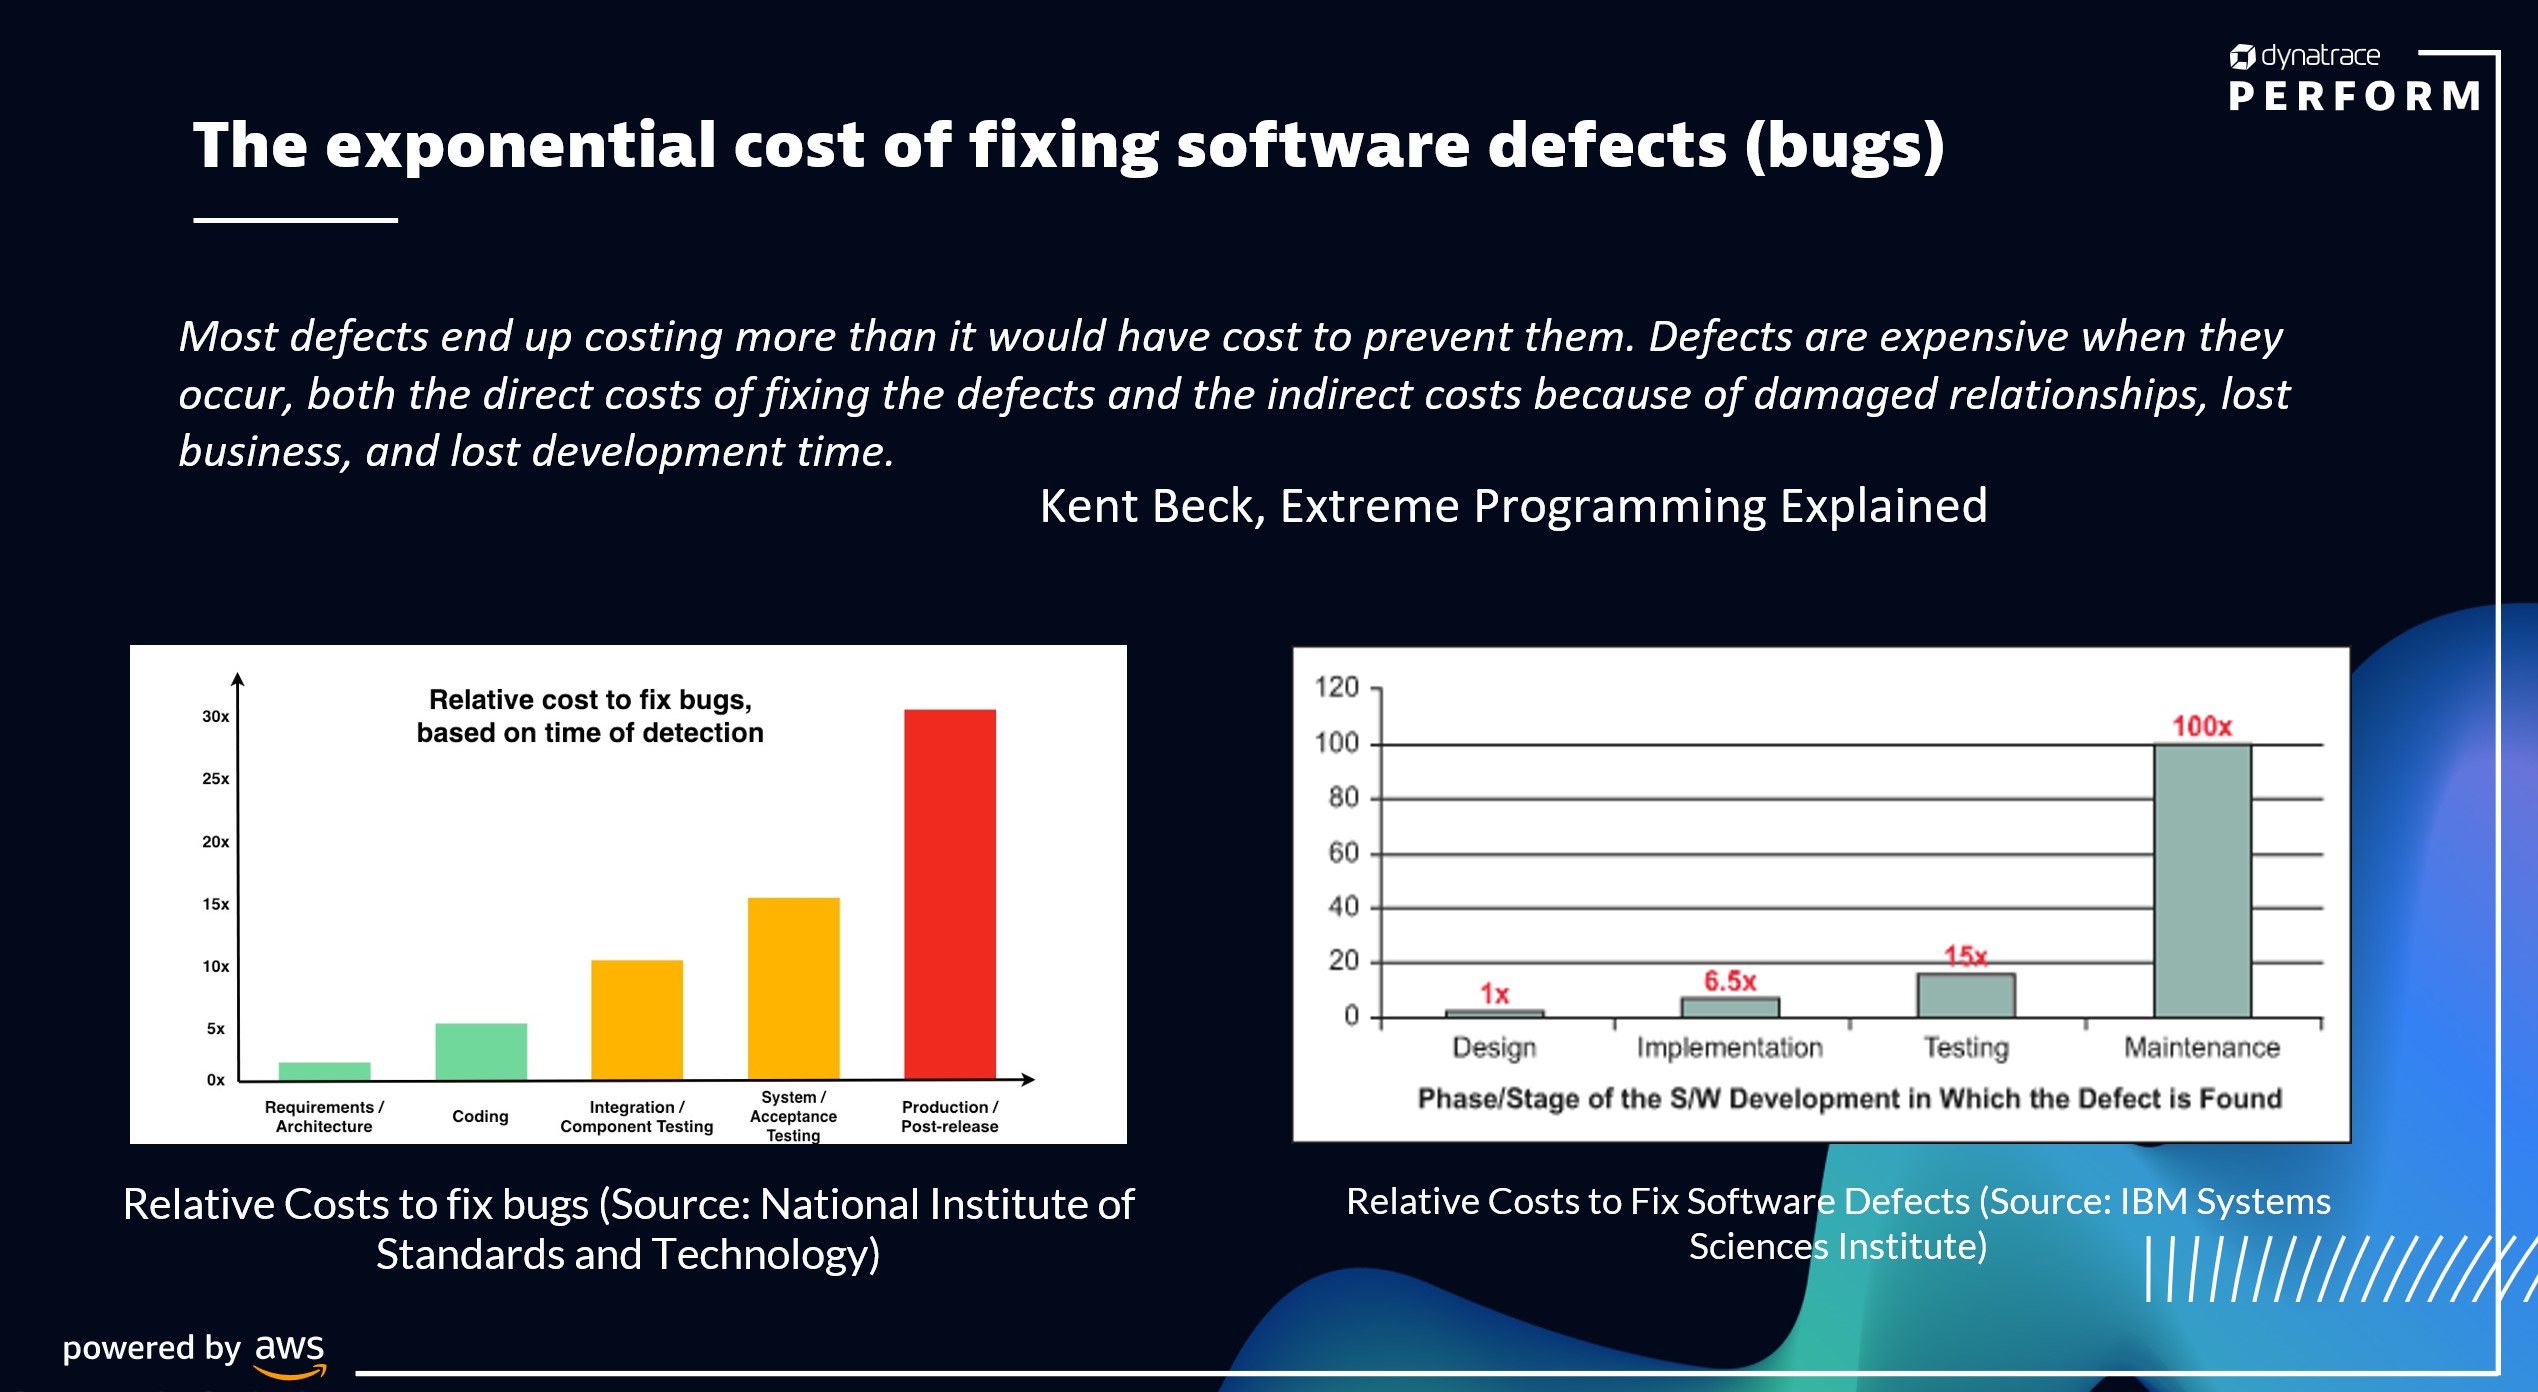 dynatrace
PERFORM
The exponential cost of fixing software defects (bugs)
Most defects end up costing more than it would have cost to prevent them. Defects are expensive when they
occur, both the direct costs of fixing the defects and the indirect costs because of damaged relationships, lost
business, and lost development time.
Kent Beck, Extreme Programming Explained
Relative cost to fix bugs,
based on time of detection
30x
25x
20x
15x
10x
5x
0x
Requirements /
Architecture
Coding
Integration /
Component Testing
System /
Acceptance
Testing
Production /
Post-release
Relative Costs to fix bugs (Source: National Institute of
Standards and Technology)
120
100
80
60
40
20
0
1x
6.5x
15x
100x
Design
Implementation
Testing
Maintenance
Phase/Stage of the S/W Development in Which the Defect is Found
Relative Costs to Fix Software Defects (Source: IBM Systems
Sciences Institute)
powered by aws